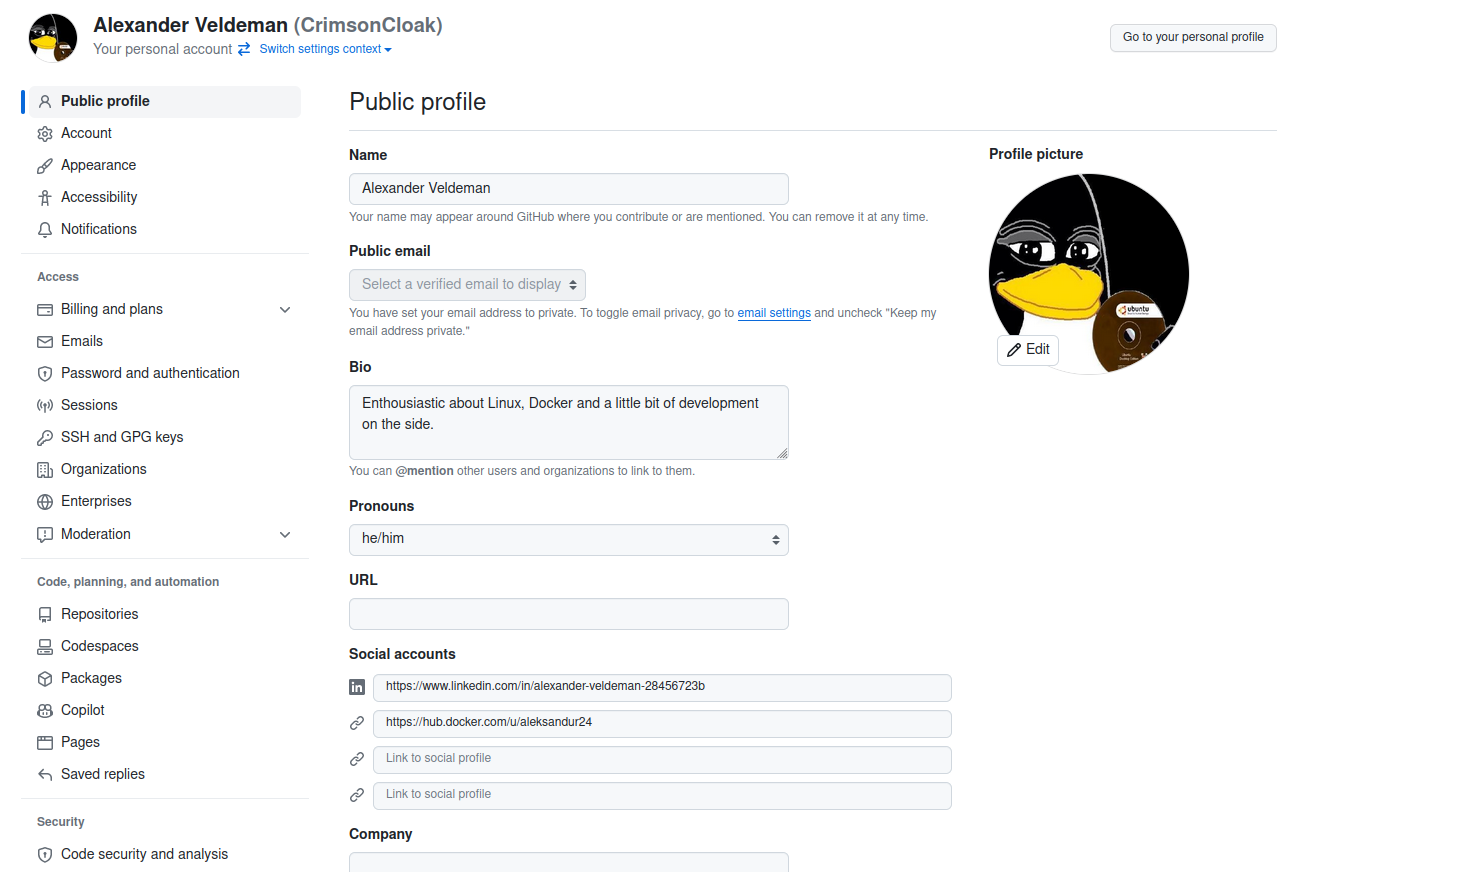 Alexander Veldeman (CrimsonCloak)
Your personal account Switch settings context
Go to your personal profile
Public profile
Account
Appearance
Accessibility
Notifications
Access
Billing and plans
Emails
Password and authentication
Sessions
SSH and GPG keys
Organizations
Enterprises
Moderation
Code, planning, and automation
Repositories
Codespaces
Packages
Copilot
Pages
Saved replies
Security
Code security and analysis
Public profile
Name
Alexander Veldeman
Your name may appear around GitHub where you contribute or are mentioned. You can remove it at any time.
Public email
Select a verified email to display
You have set your email address to private. To toggle email privacy, go to email settings and uncheck "Keep my
email address private."
Bio
Enthousiastic about Linux, Docker and a little bit of development
on the side.
You can @mention other users and organizations to link to them.
Pronouns
he/him
URL
Social accounts
in
https://www.linkedin.com/in/alexander-veldeman-28456723b
https://hub.docker.com/u/aleksandur24
Link to social profile
Link to social profile
Company
Profile picture
ubuntu
Edit